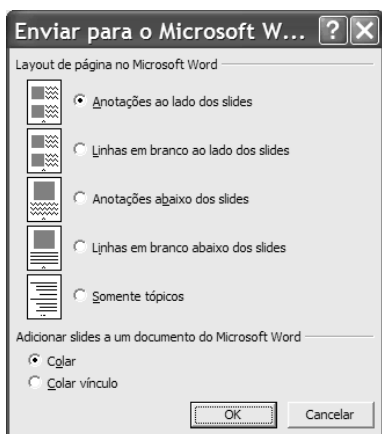 Enviar para o Microsoft W...
Layout de página no Microsoft Word
Anotações ao lado dos slides
Linhas em branco ao lado dos slides
Anotações abaixo dos slides
Linhas em branco abaixo dos slides
Somente tópicos
Adicionar slides a um documento do Microsoft Word
Colar
Colar vínculo
OK Cancelar